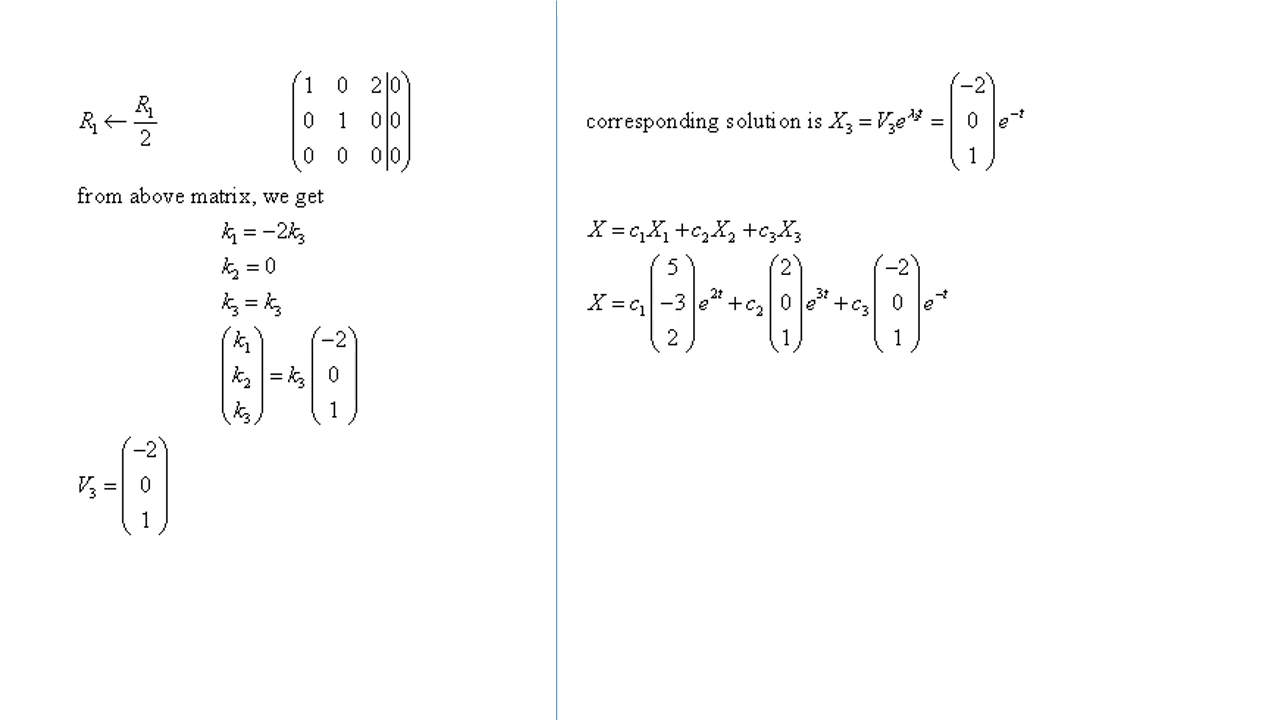 R₁ ← R₁/2    (1 0 2|0
0 1 0|0
0 0 0|0)
from above matrix, we get
k₁ = −2k₃
k₂ = 0
k₃ = k₃
(k₁
k₂
k₃) = k₃ (−2
0
1)
V₃ = (−2
0
1)
corresponding solution is X₃ = V₃e^{λ₃t} = (−2
0
1) e^{−t}
X = c₁X₁ + c₂X₂ + c₃X₃
X = c₁ (5
−3
2) e^{2t} + c₂ (2
0
1) e^{3t} + c₃ (−2
0
1) e^{−t}